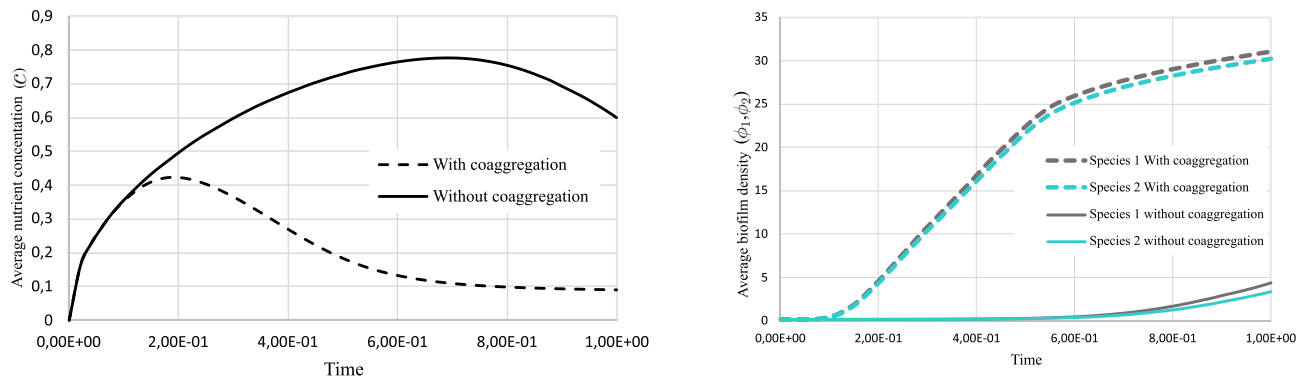 0,9
0,8
0,7
0,6
0,5
0,4
0,3
0,2
0,1
0
Average nutrient concentation (C)
With coaggregation
Without coaggregation
0,00E+00 2,00E-01 4,00E-01 6,00E-01 8,00E-01 1,00E+00
Time
35
30
25
20
15
10
5
0
Average biofilm density (ϕ1,ϕ2)
Species 1 With coaggregation
Species 2 With coaggregation
Species 1 without coaggregation
Species 2 without coaggregation
0,00E+00 2,00E-01 4,00E-01 6,00E-01 8,00E-01 1,00E+00
Time